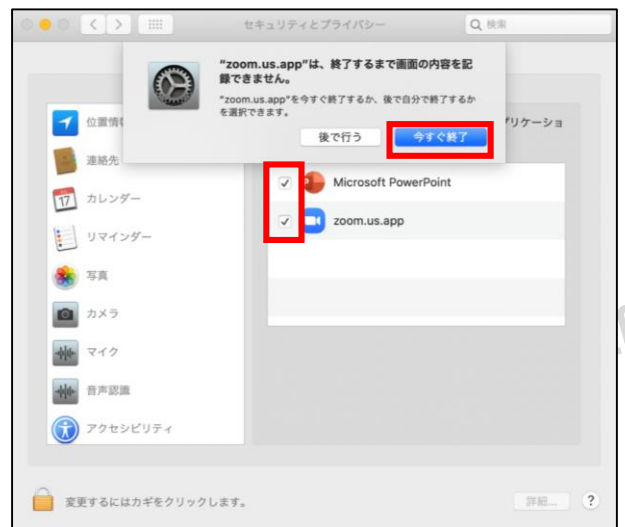 セキュリティとプライバシー
検索
"zoom.us.app"は、終了するまで画面の内容を記
録できません。
"zoom.us.app"を今すぐ終了するか、後で自分で終了するか
を選択できます。
後で行う
今すぐ終了
位置情
プリケーショ
連絡先
Microsoft PowerPoint
17
カレンダー
zoom.us.app
リマインダー
写真
カメラ
マイク
音声認識
アクセシビリティ
変更するにはカギをクリックします。
詳細...
?